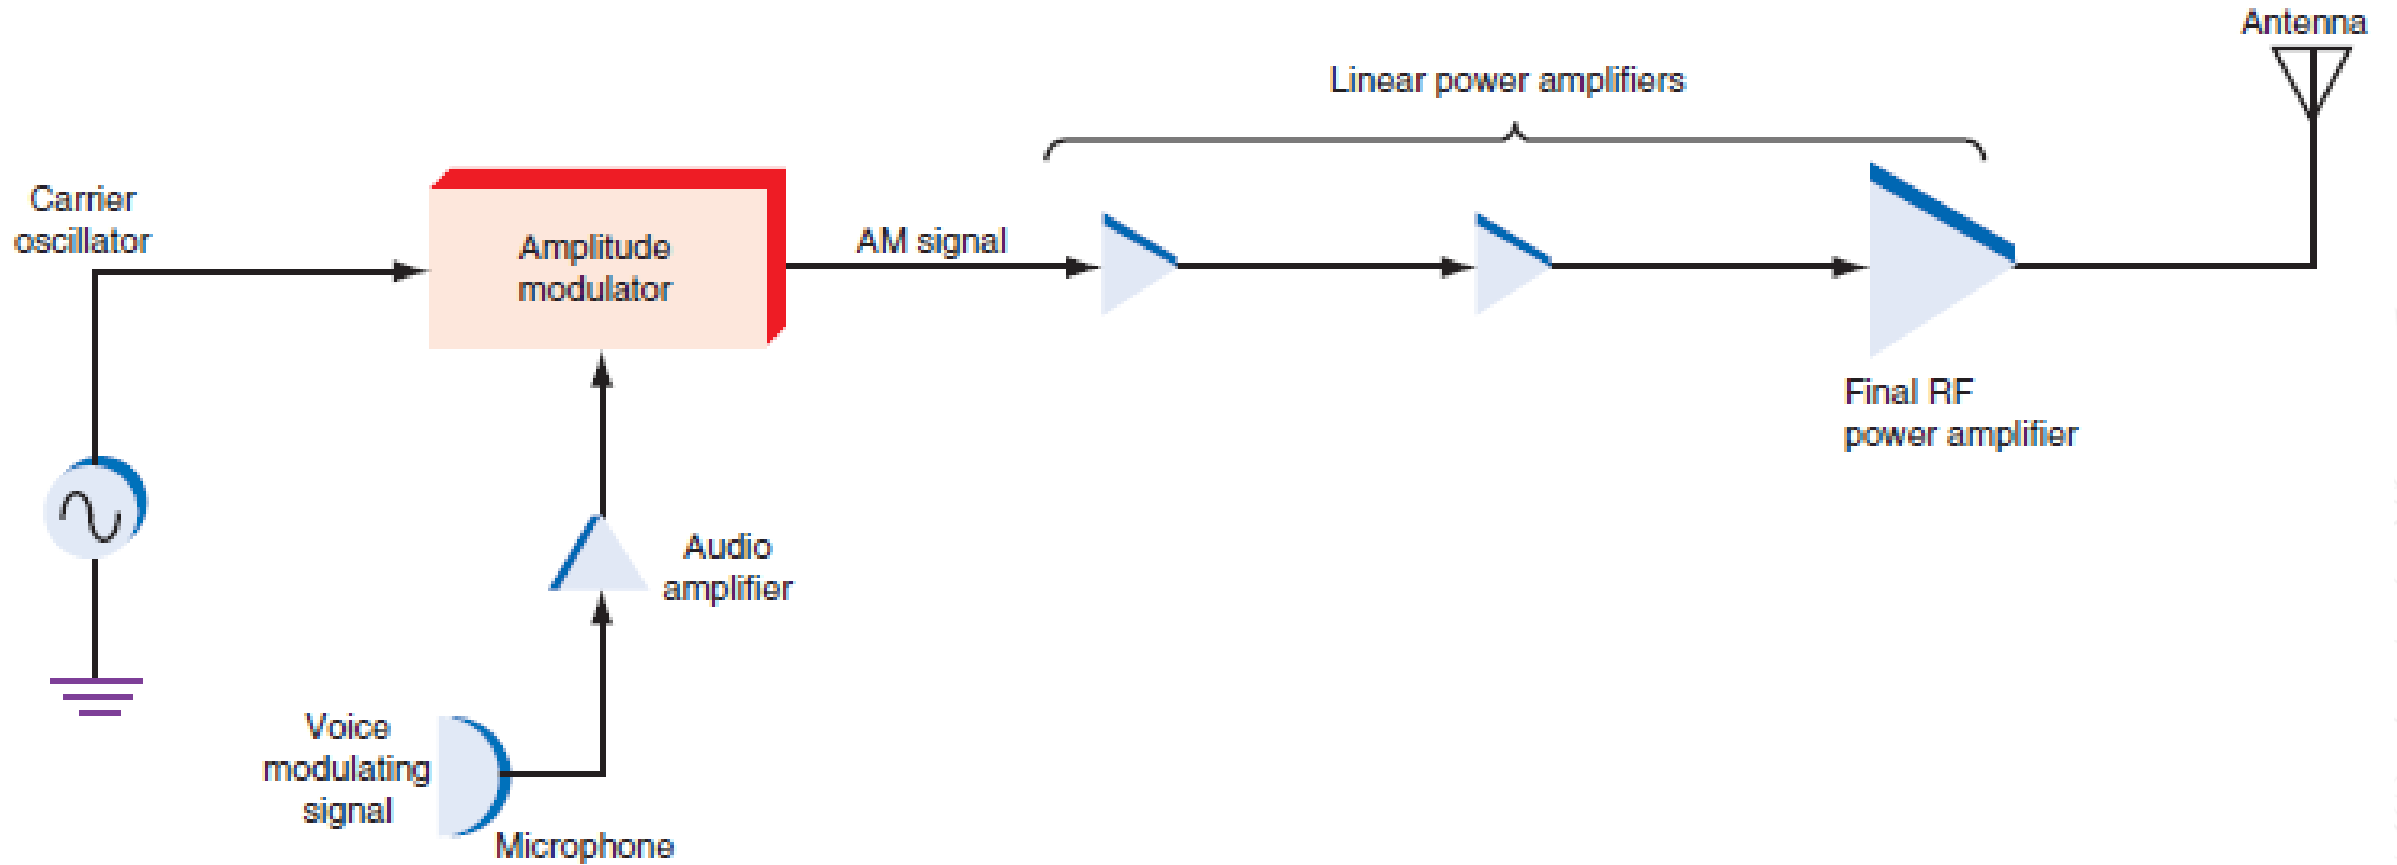 Antenna
Linear power amplifiers
Carrier
oscillator
Amplitude
modulator
AM signal
Final RF
power amplifier
Audio
amplifier
Voice
modulating
signal
Microphone